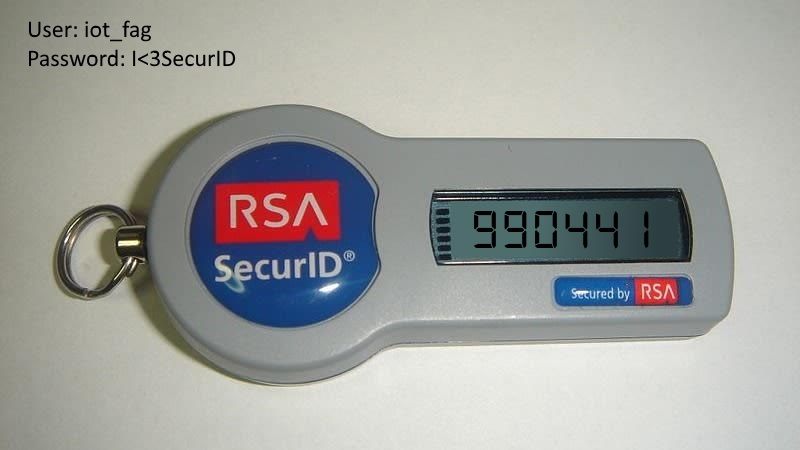 User: iot_fag
Password: I<3SecurID
RSA
SecurID®
990441
Secured by RSA